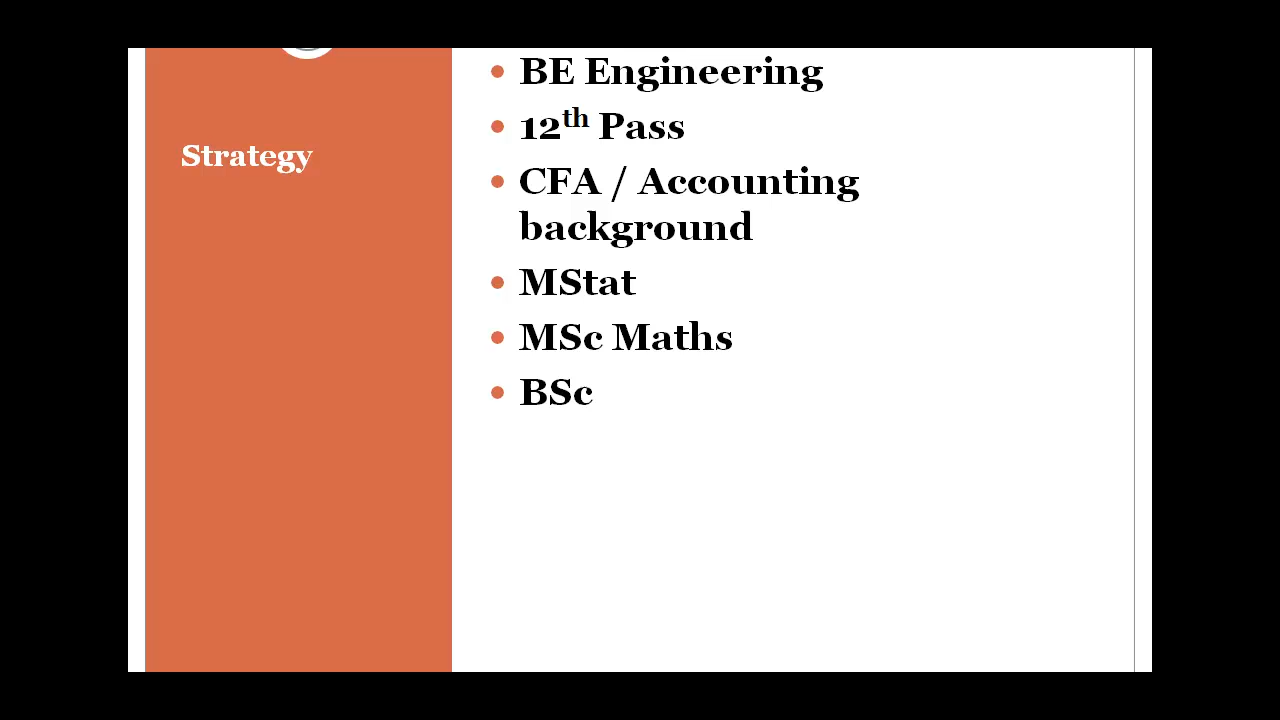 Strategy
• BE Engineering
• 12th Pass
• CFA / Accounting
background
• MStat
• MSc Maths
• BSc